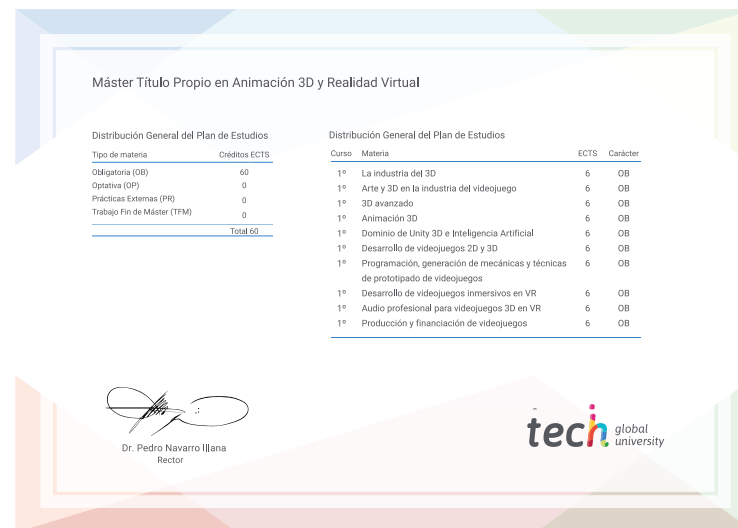 Máster Título Propio en Animación 3D y Realidad Virtual
Distribución General del Plan de Estudios
Tipo de materia Créditos ECTS
Obligatoria (OB) 60
Optativa (OP) 0
Prácticas Externas (PR) 0
Trabajo Fin de Máster (TFM) 0
Total 60
Distribución General del Plan de Estudios
Curso Materia ECTS Carácter
1º La industria del 3D 6 OB
1º Arte y 3D en la industria del videojuego 6 OB
1º 3D avanzado 6 OB
1º Animación 3D 6 OB
1º Dominio de Unity 3D e Inteligencia Artificial 6 OB
1º Desarrollo de videojuegos 2D y 3D 6 OB
1º Programación, generación de mecánicas y técnicas 6 OB
de prototipado de videojuegos
1º Desarrollo de videojuegos inmersivos en VR 6 OB
1º Audio profesional para videojuegos 3D en VR 6 OB
1º Producción y financiación de videojuegos 6 OB
Dr. Pedro Navarro Illana
Rector
tech global
university